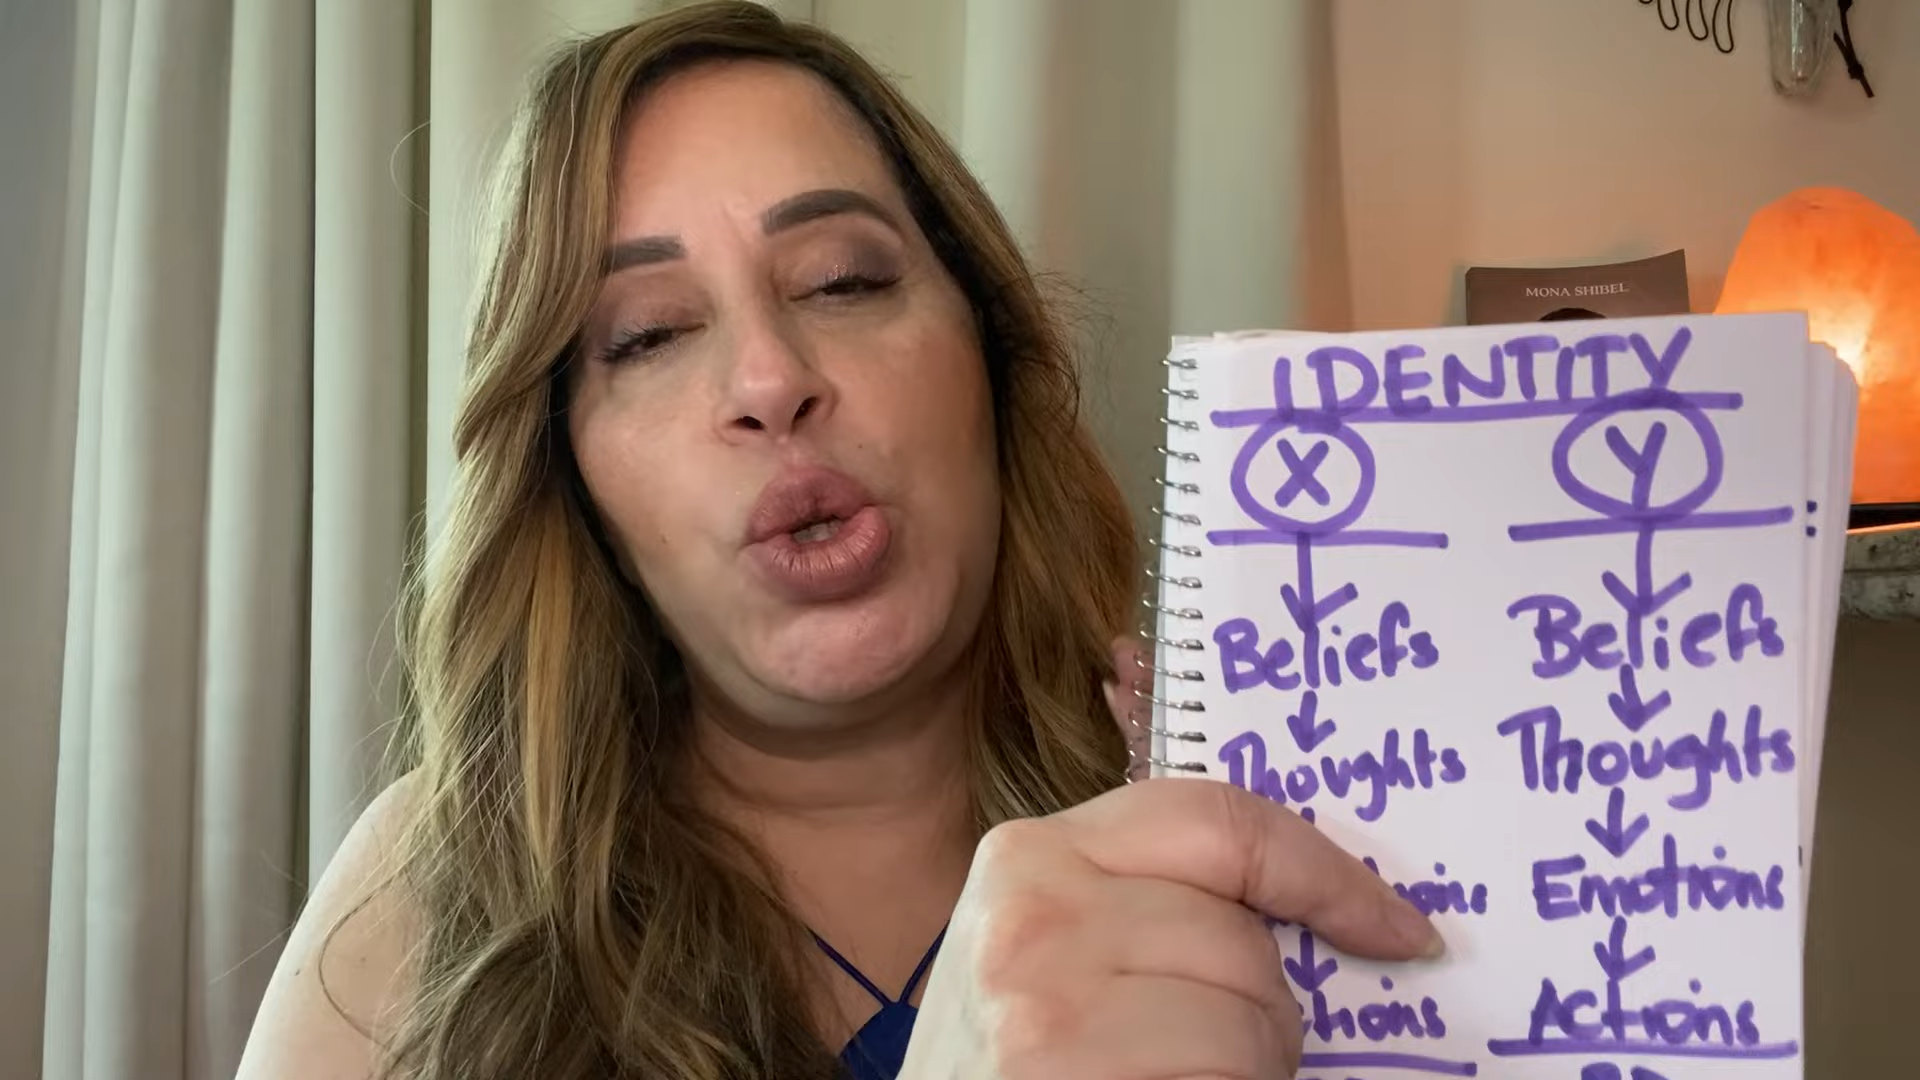 MONA SHIBEL
IDENTITY
X Y
Beliefs Beliefs
Thoughts Thoughts
Emotions
Actions